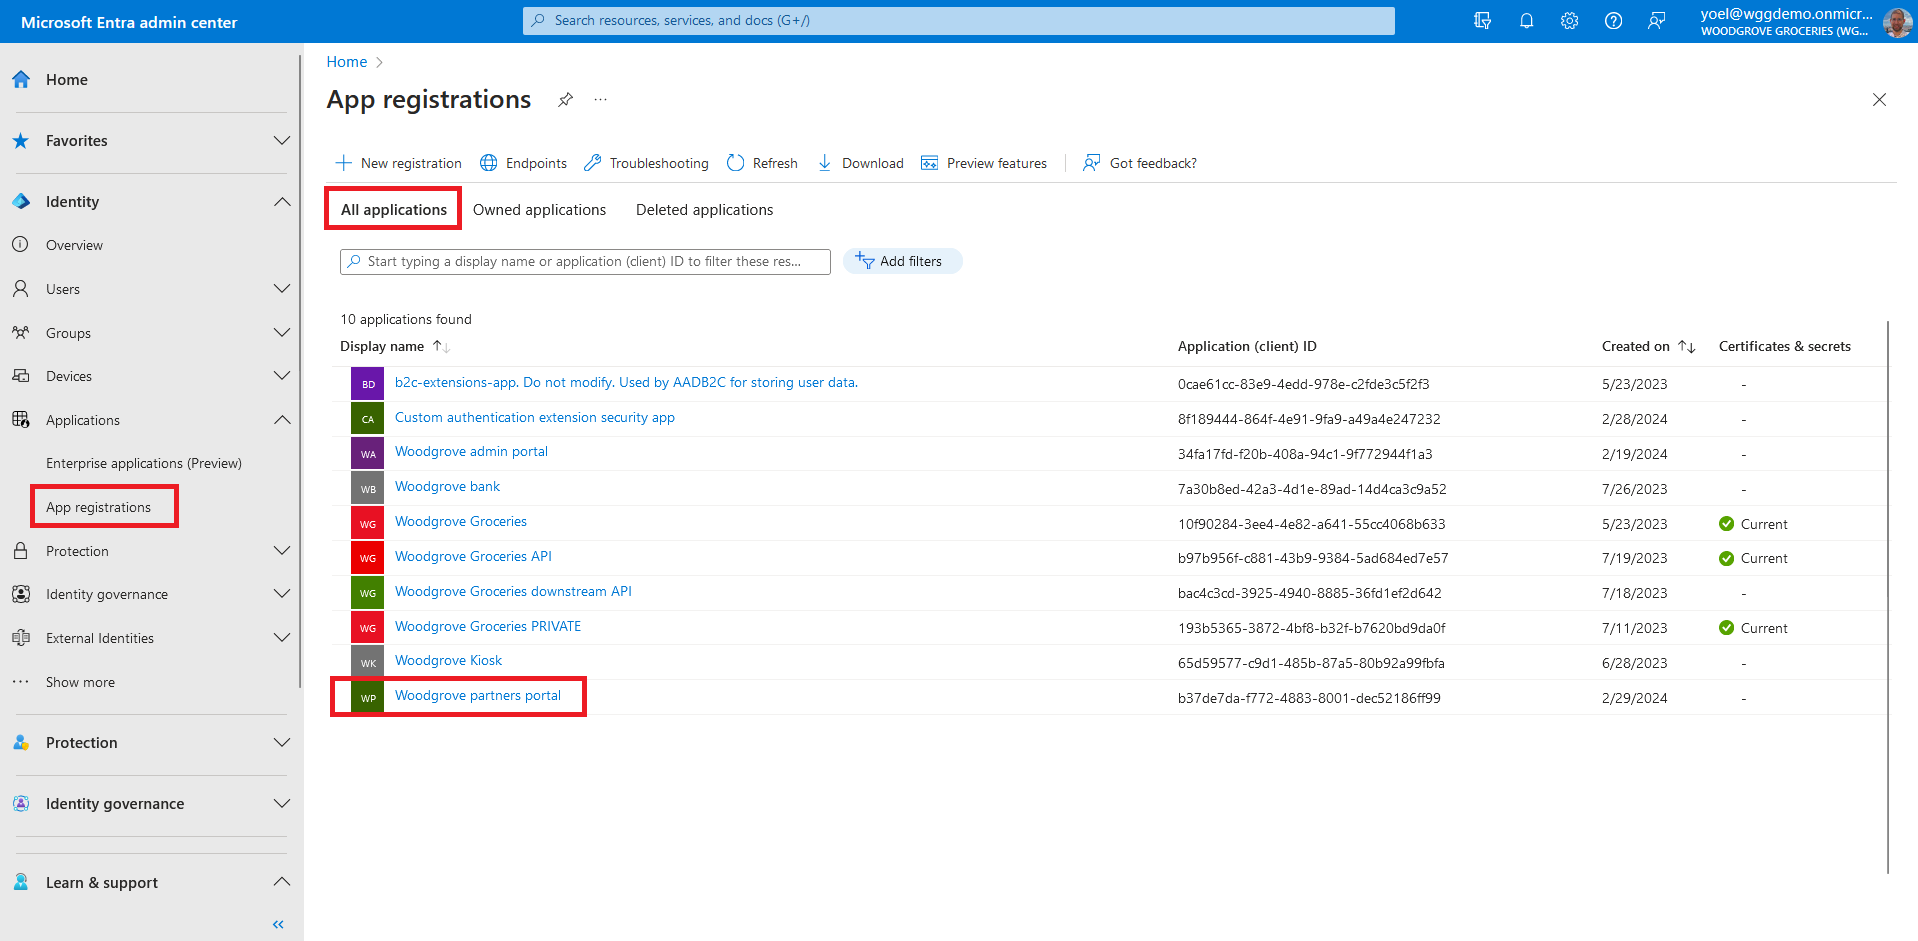 Microsoft Entra admin center
Search resources, services, and docs (G+/)
yoel@wggdemo.onmicr...
WOODGROVE GROCERIES (WG...
Home
Favorites
Identity
Overview
Users
Groups
Devices
Applications
Enterprise applications (Preview)
App registrations
Protection
Identity governance
External Identities
Show more
Protection
Identity governance
Learn & support
Home
App registrations
New registration
Endpoints
Troubleshooting
Refresh
Download
Preview features
Got feedback?
All applications
Owned applications
Deleted applications
Start typing a display name or application (client) ID to filter these res...
Add filters
10 applications found
Display name Application (client) ID Created on Certificates & secrets
BD b2c-extensions-app. Do not modify. Used by AADB2C for storing user data. 0cae61cc-83e9-4edd-978e-c2fde3c5f2f3 5/23/2023 -
CA Custom authentication extension security app 8f189444-864f-4e91-9fa9-a49a4e247232 2/28/2024 -
WA Woodgrove admin portal 34fa17fd-f20b-408a-94c1-9f772944f1a3 2/19/2024 -
WB Woodgrove bank 7a30b8ed-42a3-4d1e-89ad-14d4ca3c9a52 7/26/2023 -
WG Woodgrove Groceries 10f90284-3ee4-4e82-a641-55cc4068b633 5/23/2023 Current
WG Woodgrove Groceries API b97b956f-c881-43b9-9384-5ad684ed7e57 7/19/2023 Current
WG Woodgrove Groceries downstream API bac4c3cd-3925-4940-8885-36fd1ef2d642 7/18/2023 -
WG Woodgrove Groceries PRIVATE 193b5365-3872-4bf8-b32f-b7620bd9da0f 7/11/2023 Current
WK Woodgrove Kiosk 65d59577-c9d1-485b-87a5-80b92a99fbfa 6/28/2023 -
WP Woodgrove partners portal b37de7da-f772-4883-8001-dec52186ff99 2/29/2024 -